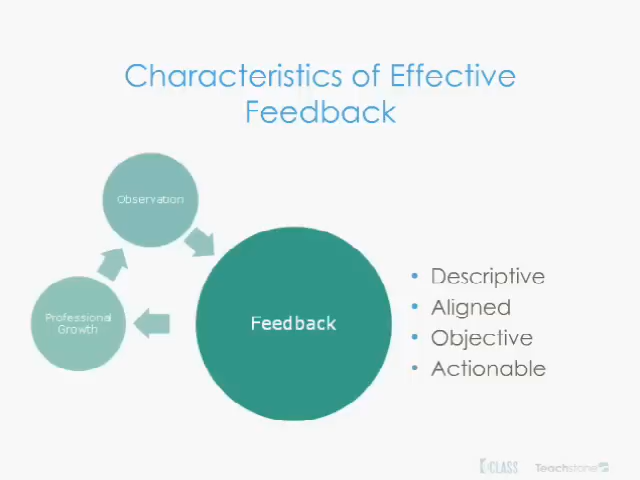 Characteristics of Effective
Feedback
Observation
Professional
Growth
Feedback
• Descriptive
• Aligned
• Objective
• Actionable
CLASS
Teachstone